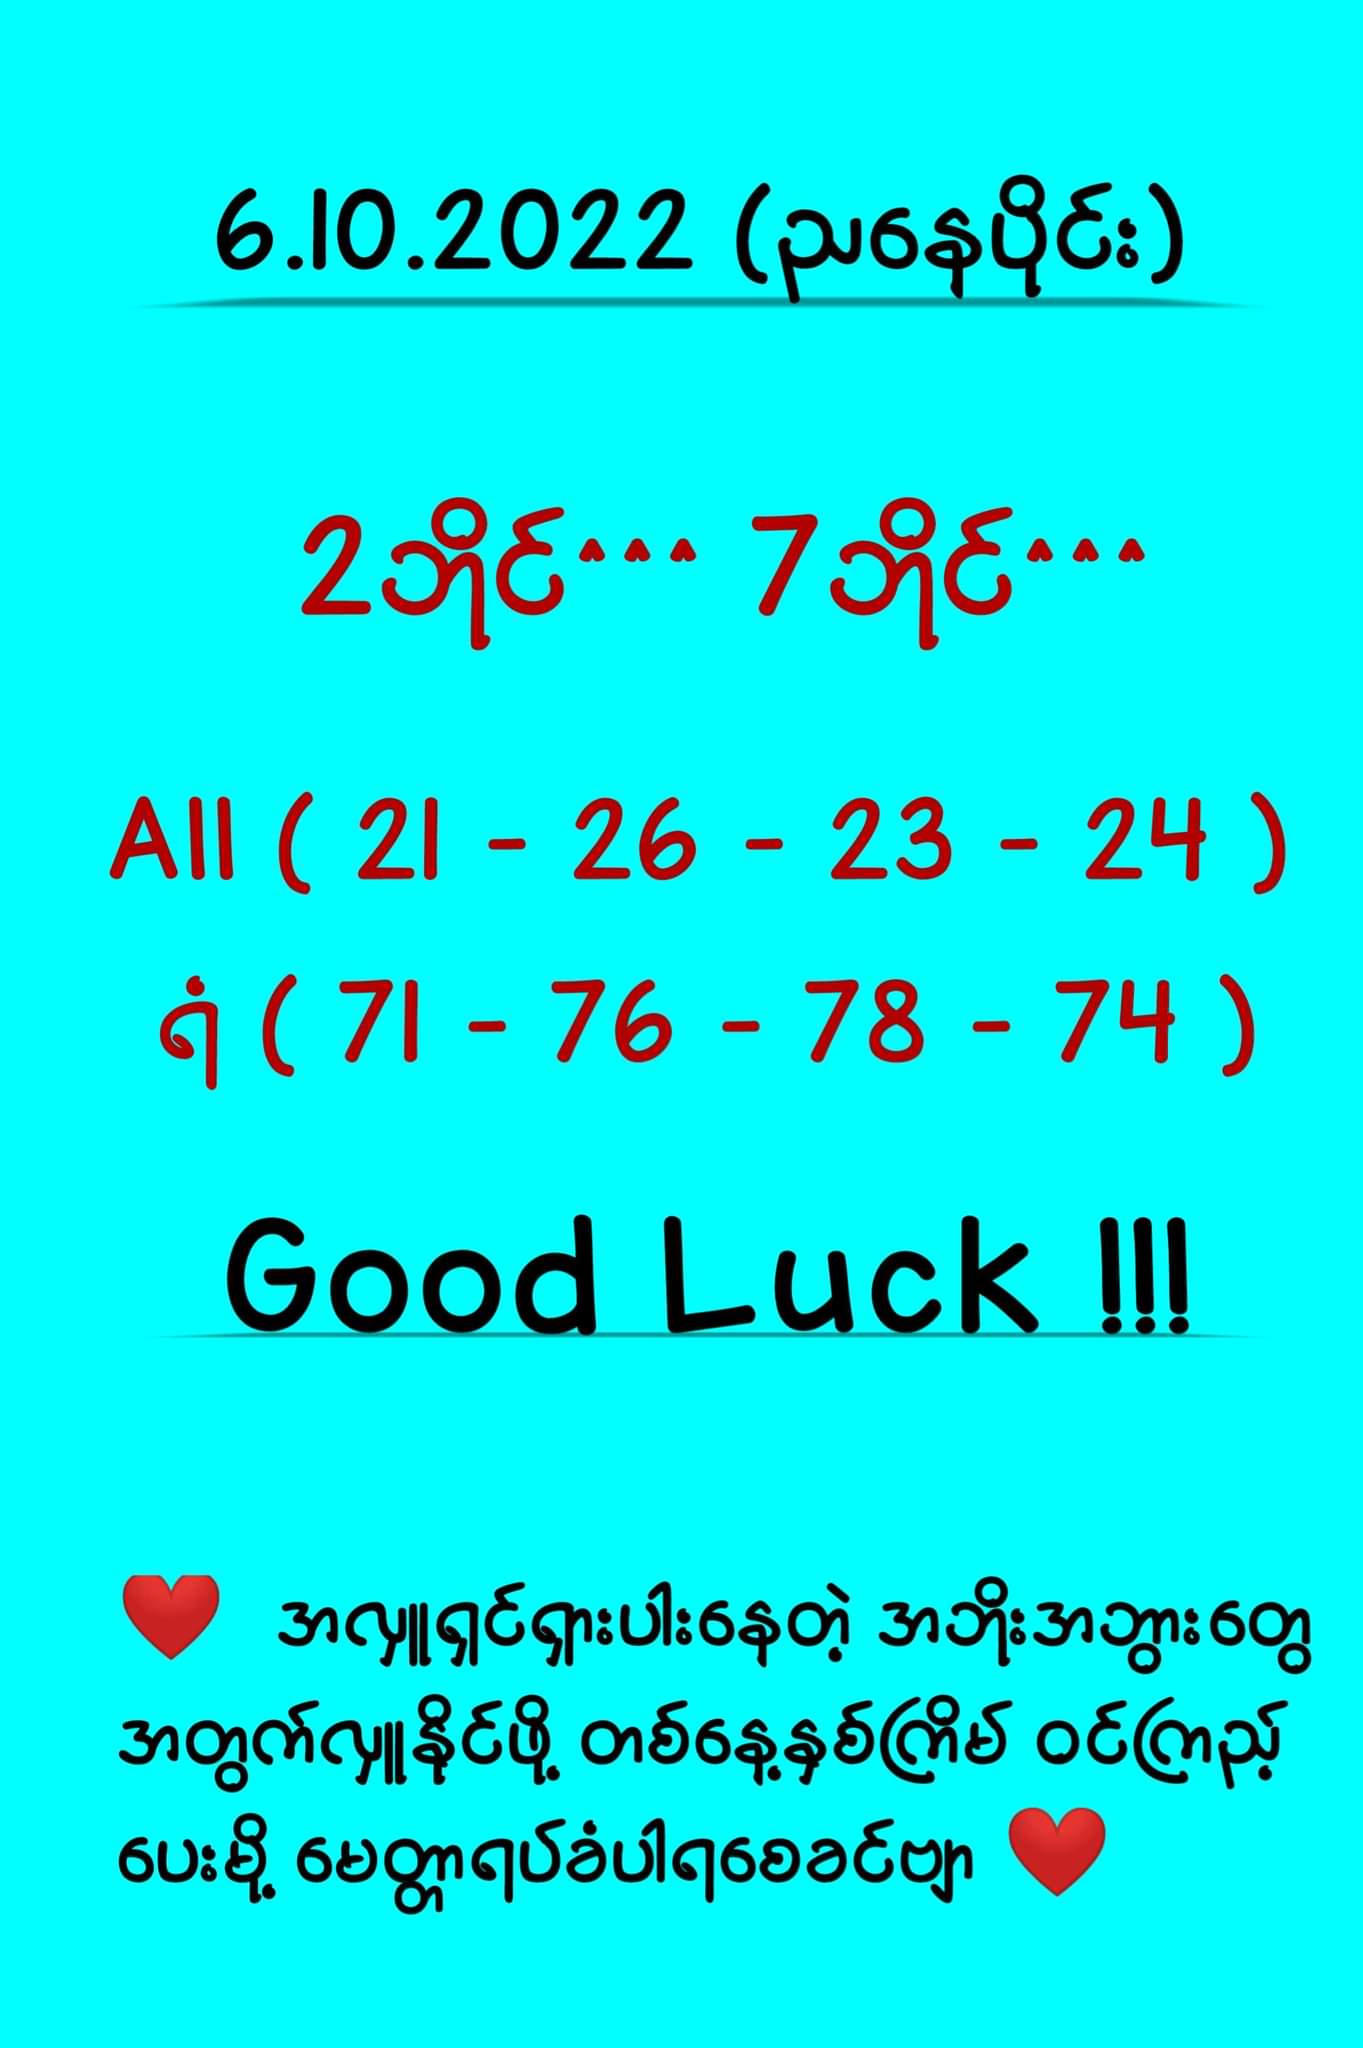 6.10.2022 (ညနေပိုင်း)
2ဘိုင်^^^ 7ဘိုင်^^^
All ( 21 - 26 - 23 - 24 )
ရံ ( 71 - 76 - 78 - 74 )
Good Luck !!!
❤️ အလှူရှင်ရှားပါးနေတဲ့ အဘိုးအဘွားတွေ
အတွက်လှူနိုင်ဖို့ တစ်နေ့နှစ်ကြိမ် ဝင်ကြည့်
ပေးဖို့ မေတ္တာရပ်ခံပါရစေခင်ဗျာ ❤️